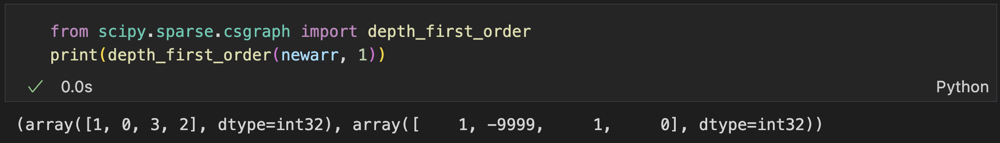 from scipy.sparse.csgraph import depth_first_order
print(depth_first_order(newarr, 1))
✓ 0.0s Python
(array([1, 0, 3, 2], dtype=int32), array([    1, -9999,     1,     0], dtype=int32))